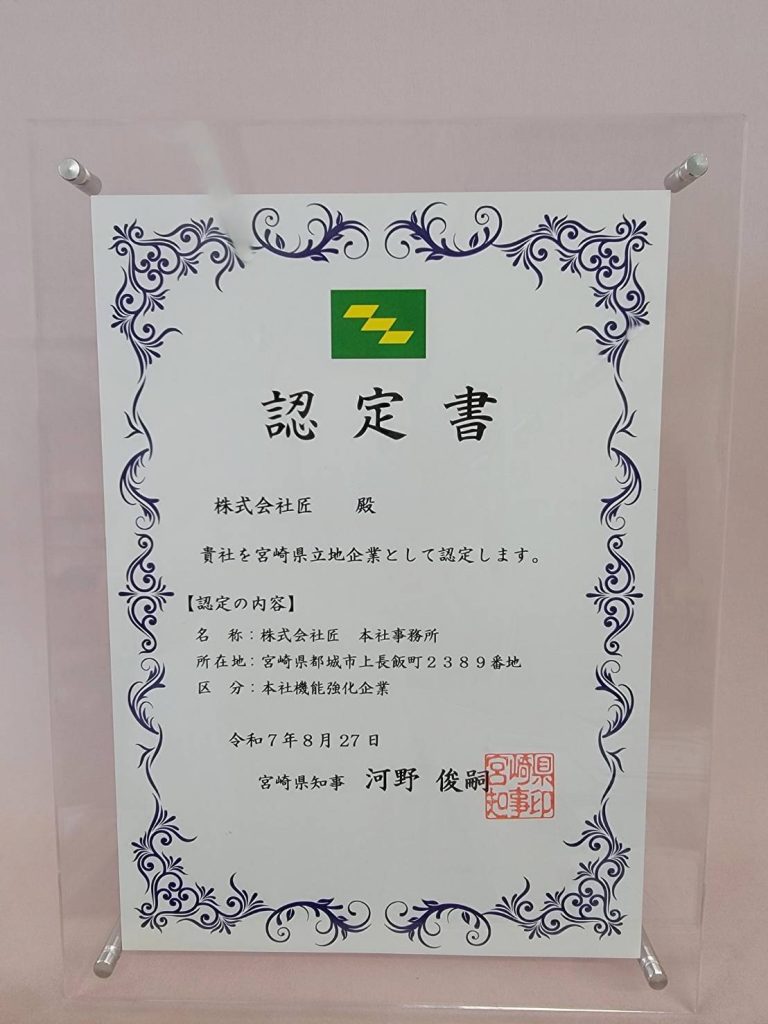 認定書
株式会社匠　殿
貴社を宮崎県立地企業として認定します。
【認定の内容】
名　称：株式会社匠　本社事務所
所在地：宮崎県都城市上長飯町２３８９番地
区　分：本社機能強化企業
令和７年８月27日
宮崎県知事　河野　俊嗣
宮崎県
知事印